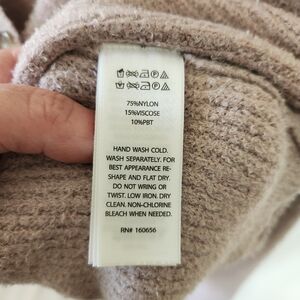 75%NYLON
15%VISCOSE
10%PBT
HAND WASH COLD.
WASH SEPARATELY. FOR
BEST APPEARANCE RE-
SHAPE AND FLAT DRY.
DO NOT WRING OR
TWIST. LOW IRON. DRY
CLEAN. NON-CHLORINE
BLEACH WHEN NEEDED.
RN# 160656